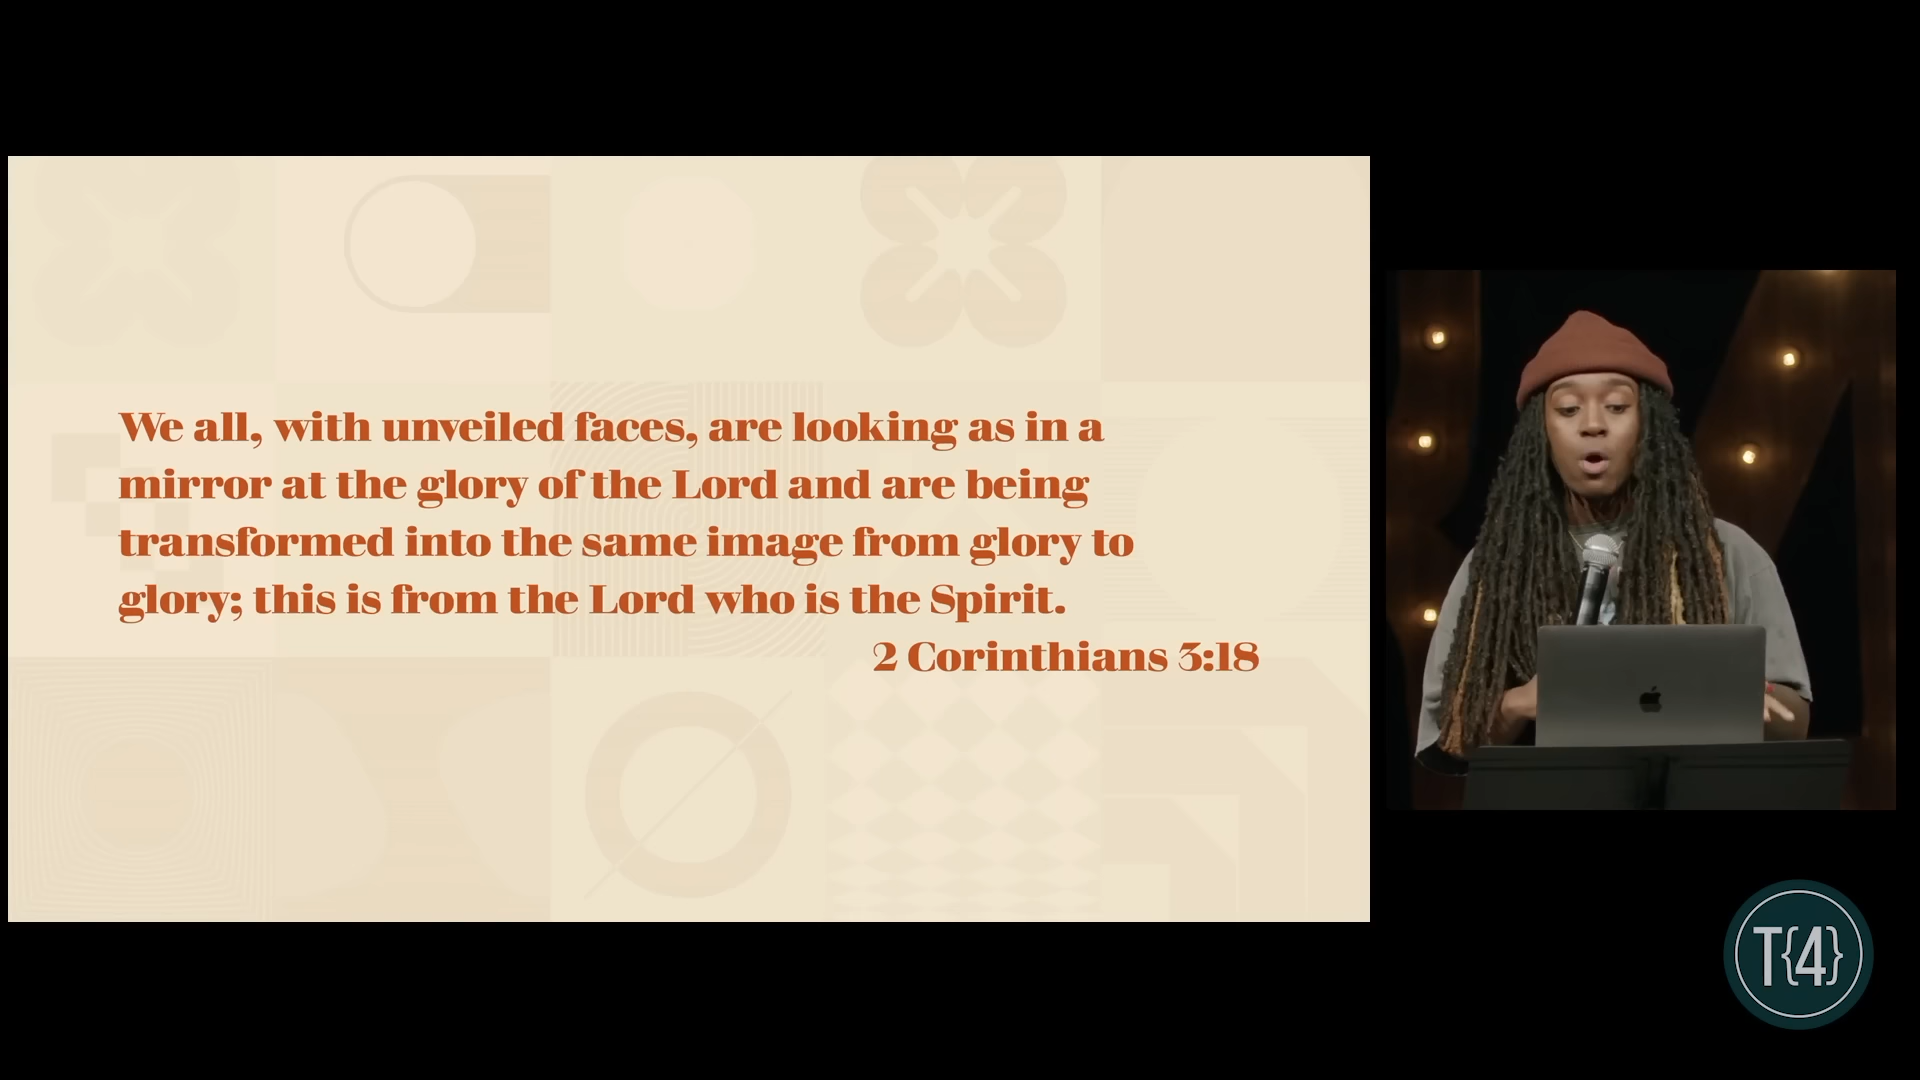 We all, with unveiled faces, are looking as in a
mirror at the glory of the Lord and are being
transformed into the same image from glory to
glory; this is from the Lord who is the Spirit.
2 Corinthians 3:18
T{4}